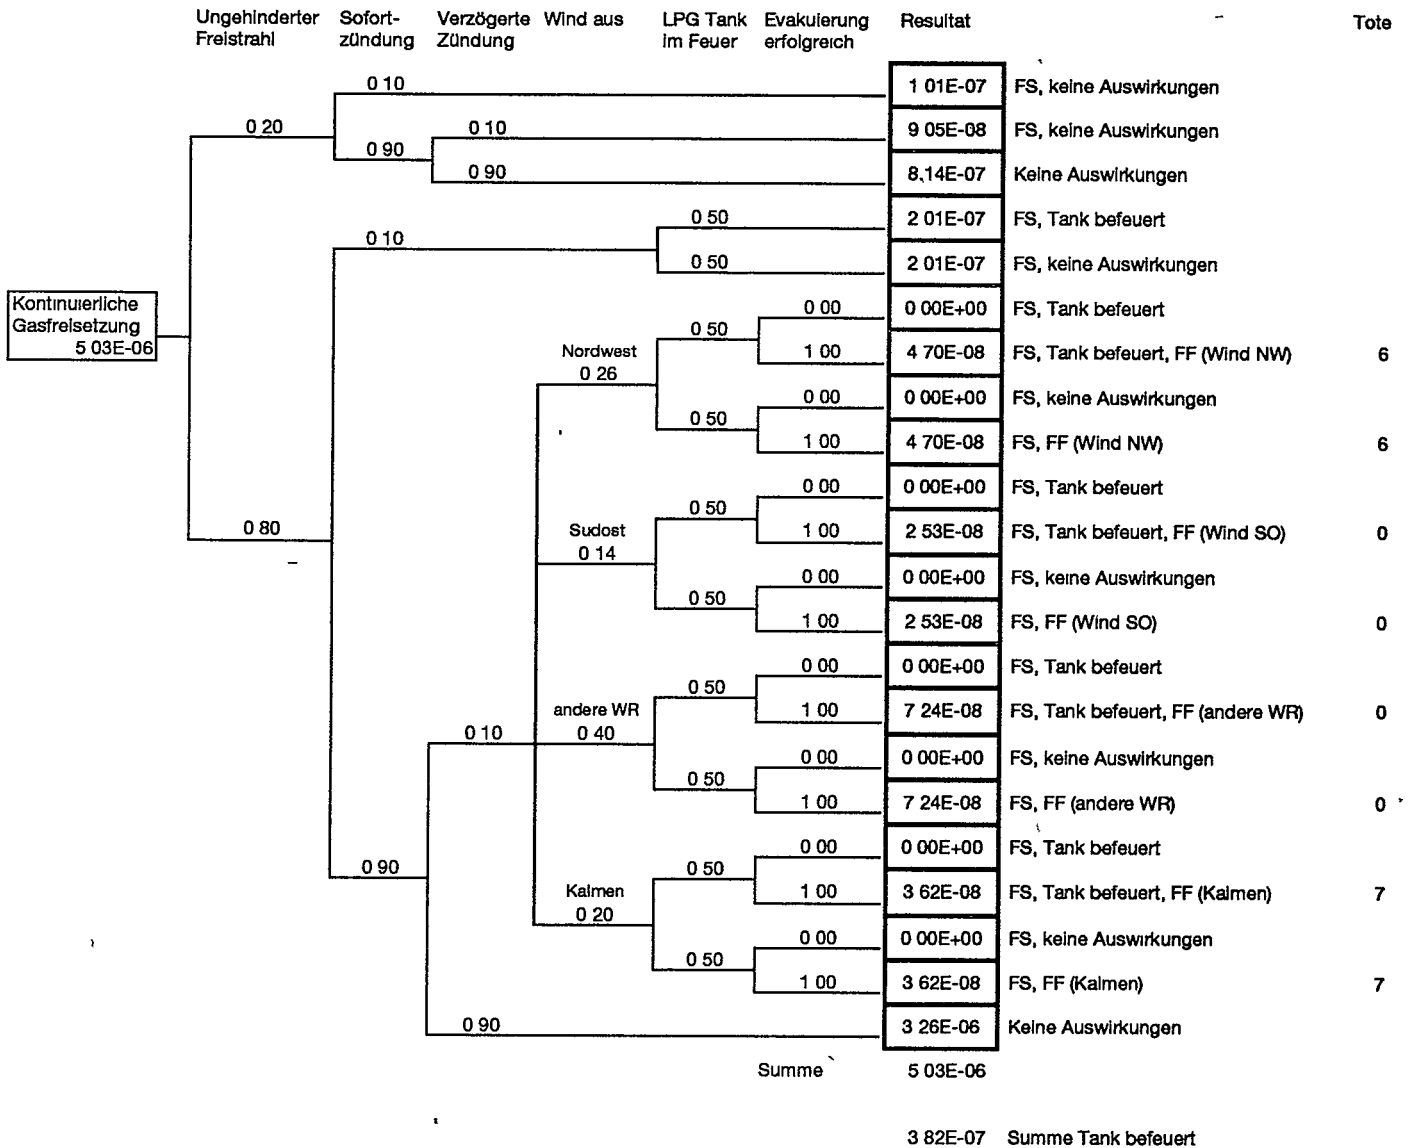 Ungehinderter Freistrahl Sofort- zündung Verzögerte Zündung Wind aus LPG Tank im Feuer Evakuierung erfolgreich Resultat Tote
0 10 1 01E-07 FS, keine Auswirkungen
0 20 0 10 9 05E-08 FS, keine Auswirkungen
0 90
0 90 8,14E-07 Keine Auswirkungen
0 50 2 01E-07 FS, Tank befeuert
0 10
0 50 2 01E-07 FS, keine Auswirkungen
Kontinuierliche
Gasfreisetzung
5 03E-06
0 00 0 00E+00 FS, Tank befeuert
0 50
Nordwest 1 00 4 70E-08 FS, Tank befeuert, FF (Wind NW) 6
0 26
0 00 0 00E+00 FS, keine Auswirkungen
0 50
1 00 4 70E-08 FS, FF (Wind NW) 6
0 00 0 00E+00 FS, Tank befeuert
0 50
0 80 Sudost 1 00 2 53E-08 FS, Tank befeuert, FF (Wind SO) 0
0 14
0 00 0 00E+00 FS, keine Auswirkungen
0 50
1 00 2 53E-08 FS, FF (Wind SO) 0
0 00 0 00E+00 FS, Tank befeuert
0 50
andere WR 1 00 7 24E-08 FS, Tank befeuert, FF (andere WR) 0
0 10 0 40
0 00 0 00E+00 FS, keine Auswirkungen
0 50
1 00 7 24E-08 FS, FF (andere WR) 0
0 00 0 00E+00 FS, Tank befeuert
0 90 0 50
Kalmen 1 00 3 62E-08 FS, Tank befeuert, FF (Kalmen) 7
0 20
0 00 0 00E+00 FS, keine Auswirkungen
0 50
1 00 3 62E-08 FS, FF (Kalmen) 7
0 90 3 26E-06 Keine Auswirkungen
Summe 5 03E-06
3 82E-07 Summe Tank befeuert